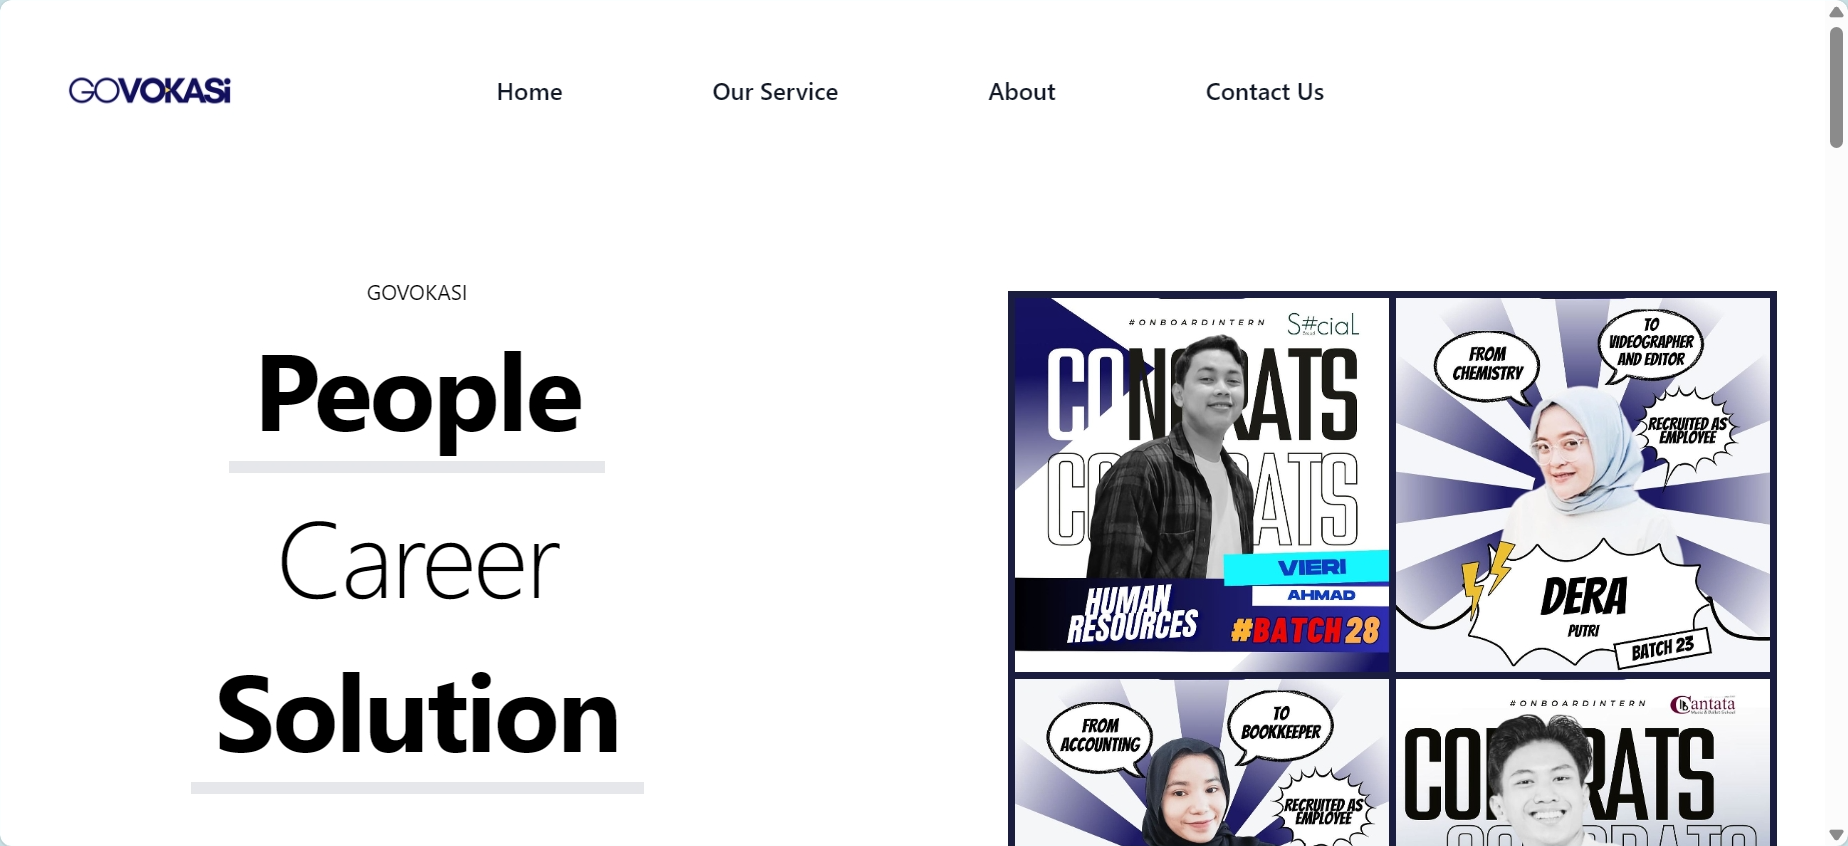 GOVOKASi
Home
Our Service
About
Contact Us
GOVOKASI
People
Career
Solution
#ONBOARDINTERN
S#ciaL
CONGRATS
CONGRATS
VIERI
AHMAD
HUMAN
RESOURCES
#BATCH 28
FROM
CHEMISTRY
TO
VIDEOGRAPHER
AND EDITOR
RECRUITED AS
EMPLOYEE
DERA
PUTRI
BATCH 23
FROM
ACCOUNTING
TO
BOOKKEEPER
RECRUITED AS
EMPLOYEE
#ONBOARDINTERN
Cantata
CONGRATS
CONGRATS